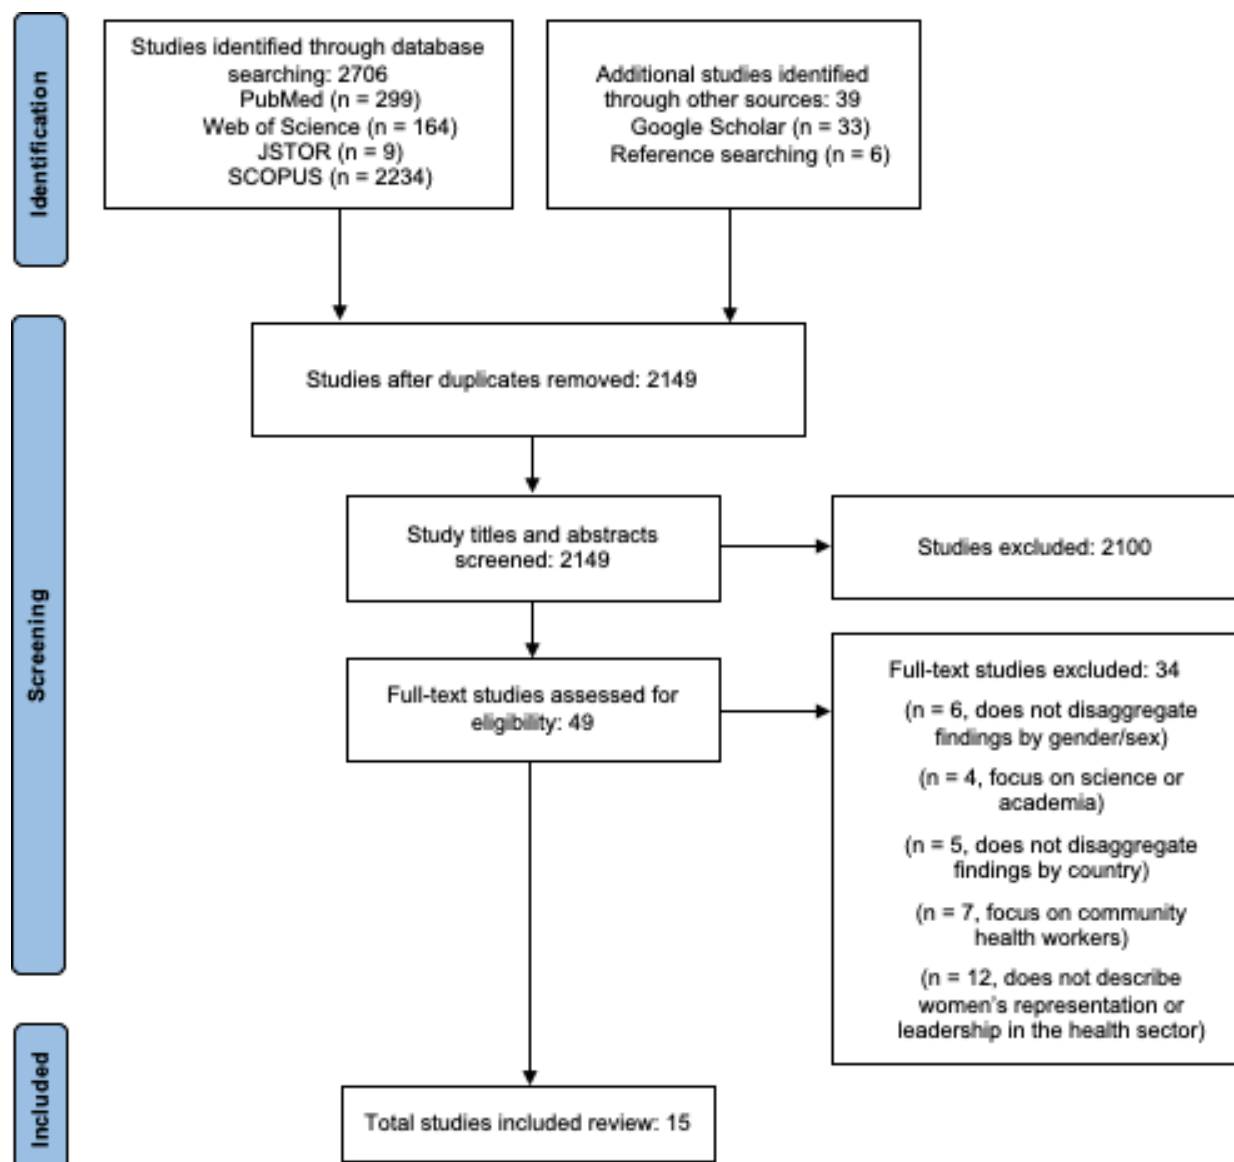 Identification
Studies identified through database
searching: 2706
PubMed (n = 299)
Web of Science (n = 164)
JSTOR (n = 9)
SCOPUS (n = 2234)
Additional studies identified
through other sources: 39
Google Scholar (n = 33)
Reference searching (n = 6)
Screening
Studies after duplicates removed: 2149
Study titles and abstracts
screened: 2149
Studies excluded: 2100
Full-text studies assessed for
eligibility: 49
Full-text studies excluded: 34
(n = 6, does not disaggregate
findings by gender/sex)
(n = 4, focus on science or
academia)
(n = 5, does not disaggregate
findings by country)
(n = 7, focus on community
health workers)
(n = 12, does not describe
women's representation or
leadership in the health sector)
Included
Total studies included review: 15